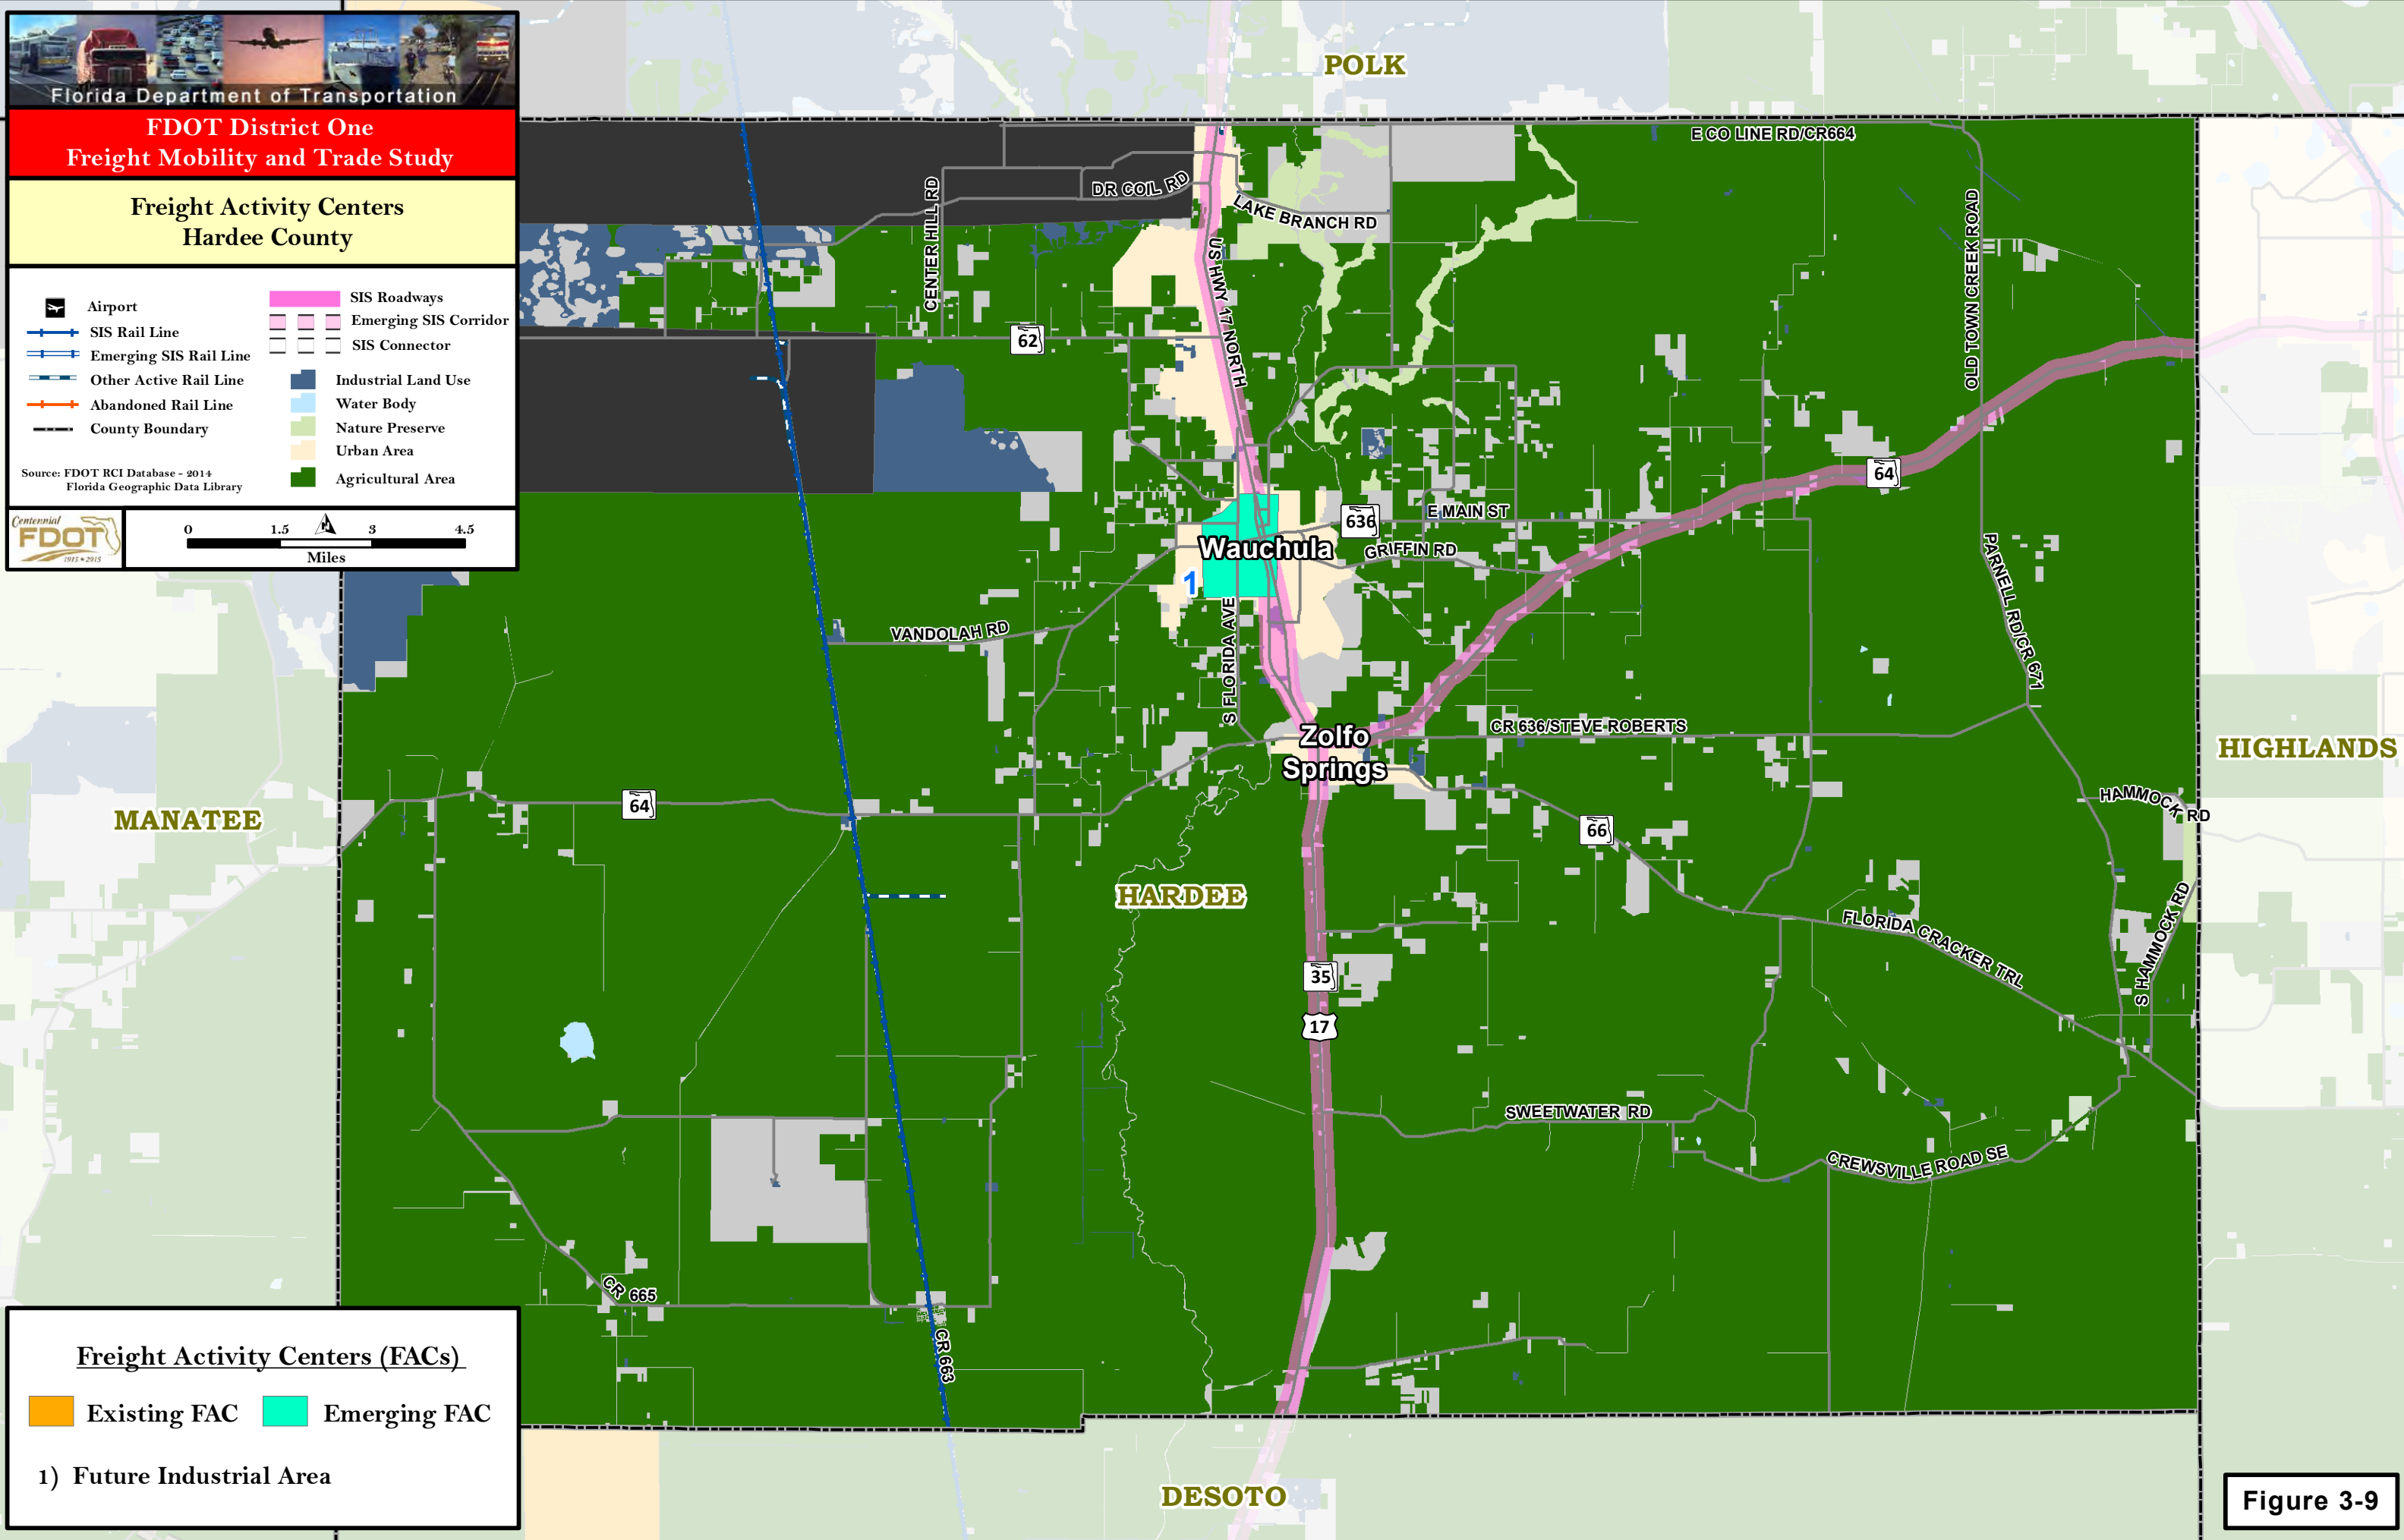 Florida Department of Transportation
FDOT District One
Freight Mobility and Trade Study
Freight Activity Centers
Hardee County
Airport
SIS Rail Line
Emerging SIS Rail Line
Other Active Rail Line
Abandoned Rail Line
County Boundary
SIS Roadways
Emerging SIS Corridor
SIS Connector
Industrial Land Use
Water Body
Nature Preserve
Urban Area
Agricultural Area
Source: FDOT RCI Database - 2014
Florida Geographic Data Library
Centennial
FDOT
1915 ★ 2015
0 1.5 3 4.5
Miles
N
POLK
E CO LINE RD/CR664
DR COIL RD
CENTER HILL RD
LAKE BRANCH RD
US HWY 17 NORTH
OLD TOWN CREEK ROAD
62
64
636
E MAIN ST
Wauchula
GRIFFIN RD
1
PARNELL RD/CR 671
VANDOLAH RD
S FLORIDA AVE
CR 636/STEVE ROBERTS
Zolfo
Springs
HIGHLANDS
MANATEE
64
HAMMOCK RD
66
HARDEE
FLORIDA CRACKER TRL
S HAMMOCK RD
35
17
SWEETWATER RD
CREWSVILLE ROAD SE
CR 665
CR 663
Freight Activity Centers (FACs)
Existing FAC
Emerging FAC
1) Future Industrial Area
DESOTO
Figure 3-9